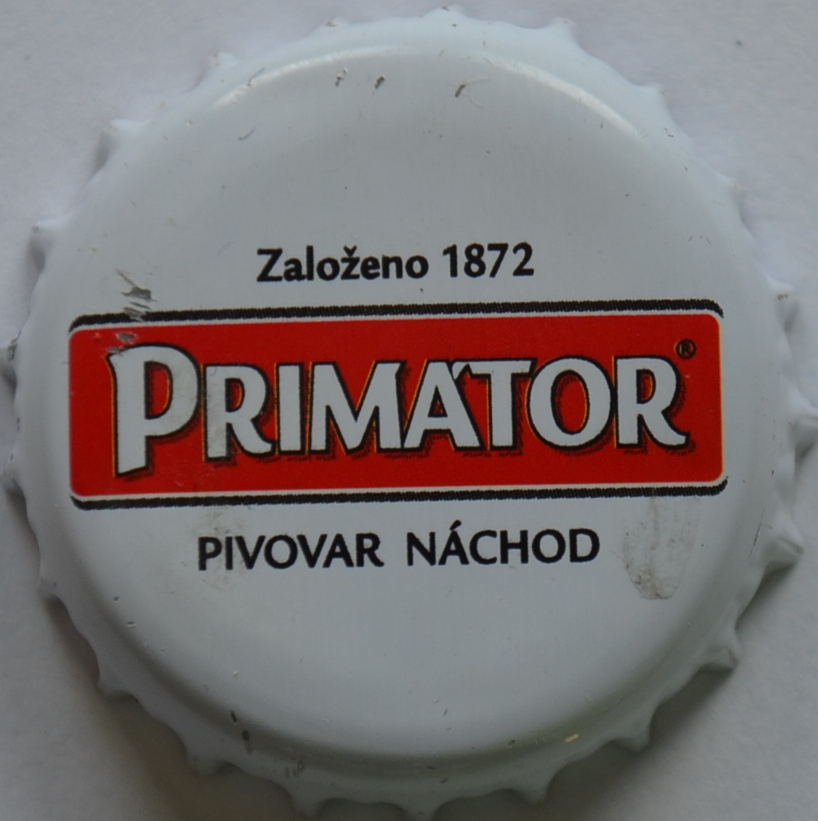 Založeno 1872
PRIMÁTOR®
PIVOVAR NÁCHOD